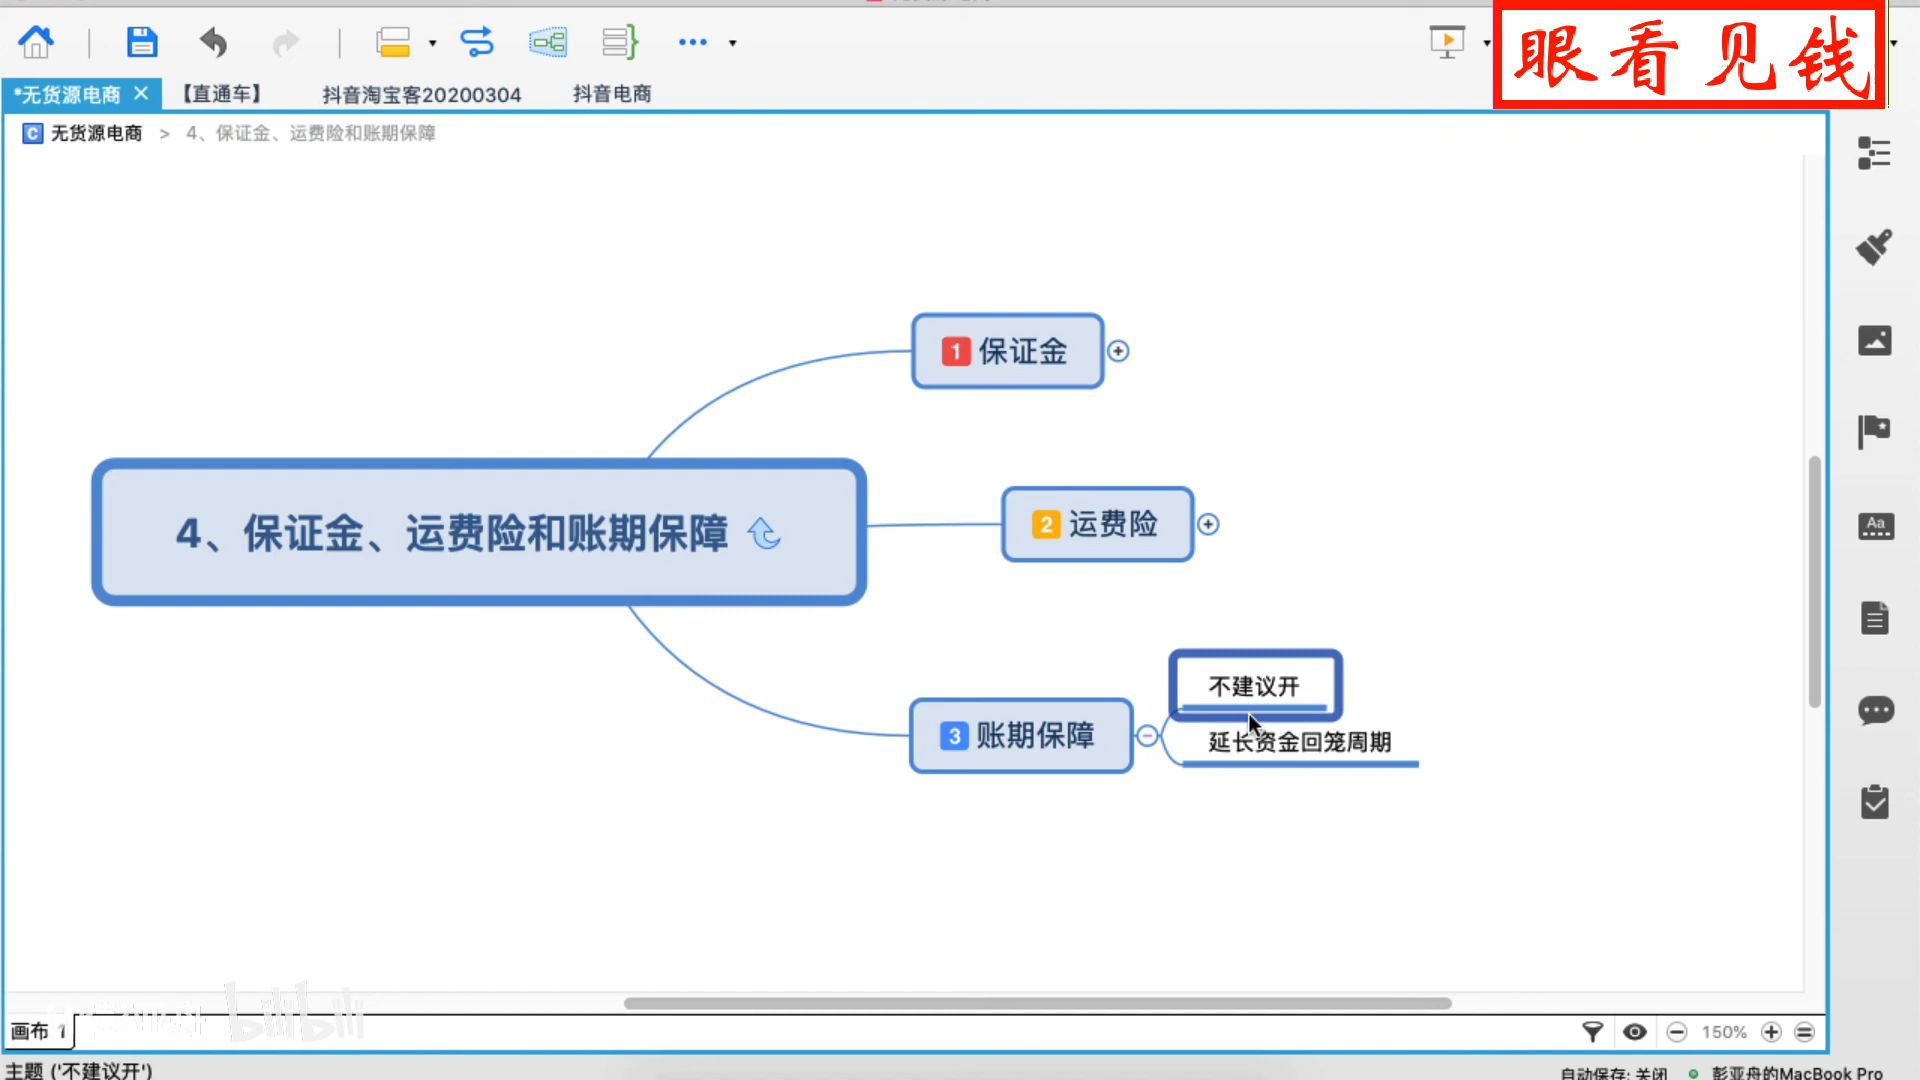 眼看见钱
*无货源电商
【直通车】
抖音淘宝客20200304
抖音电商
C 无货源电商 > 4、保证金、运费险和账期保障
1 保证金
4、保证金、运费险和账期保障
2 运费险
不建议开
3 账期保障
延长资金回笼周期
Aa
bilibili
画布 1
150%
主题 ('不建议开')
自动保存: 关闭
彭亚舟的MacBook Pro